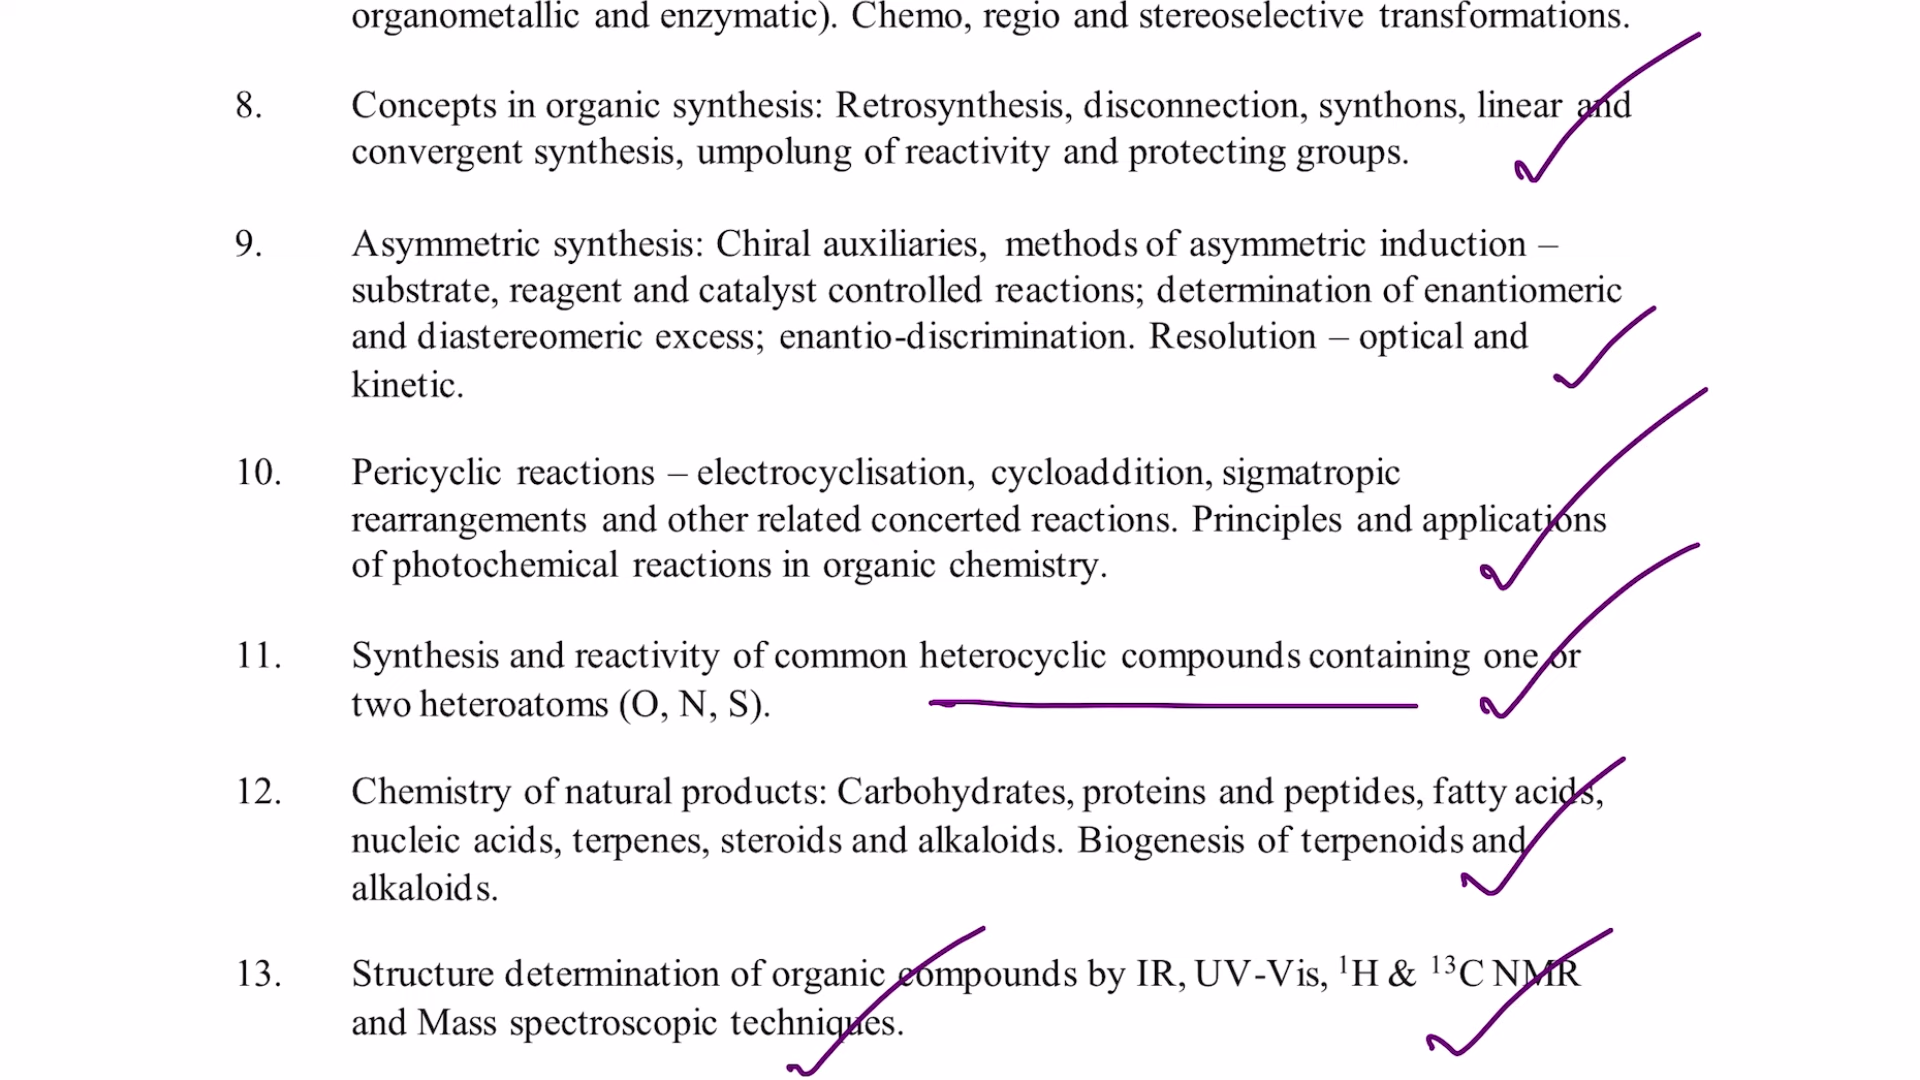 organometallic and enzymatic). Chemo, regio and stereoselective transformations.
8. Concepts in organic synthesis: Retrosynthesis, disconnection, synthons, linear and
convergent synthesis, umpolung of reactivity and protecting groups.
9. Asymmetric synthesis: Chiral auxiliaries, methods of asymmetric induction –
substrate, reagent and catalyst controlled reactions; determination of enantiomeric
and diastereomeric excess; enantio-discrimination. Resolution – optical and
kinetic.
10. Pericyclic reactions – electrocyclisation, cycloaddition, sigmatropic
rearrangements and other related concerted reactions. Principles and applications
of photochemical reactions in organic chemistry.
11. Synthesis and reactivity of common heterocyclic compounds containing one or
two heteroatoms (O, N, S).
12. Chemistry of natural products: Carbohydrates, proteins and peptides, fatty acids,
nucleic acids, terpenes, steroids and alkaloids. Biogenesis of terpenoids and
alkaloids.
13. Structure determination of organic compounds by IR, UV-Vis, ¹H & ¹³C NMR
and Mass spectroscopic techniques.